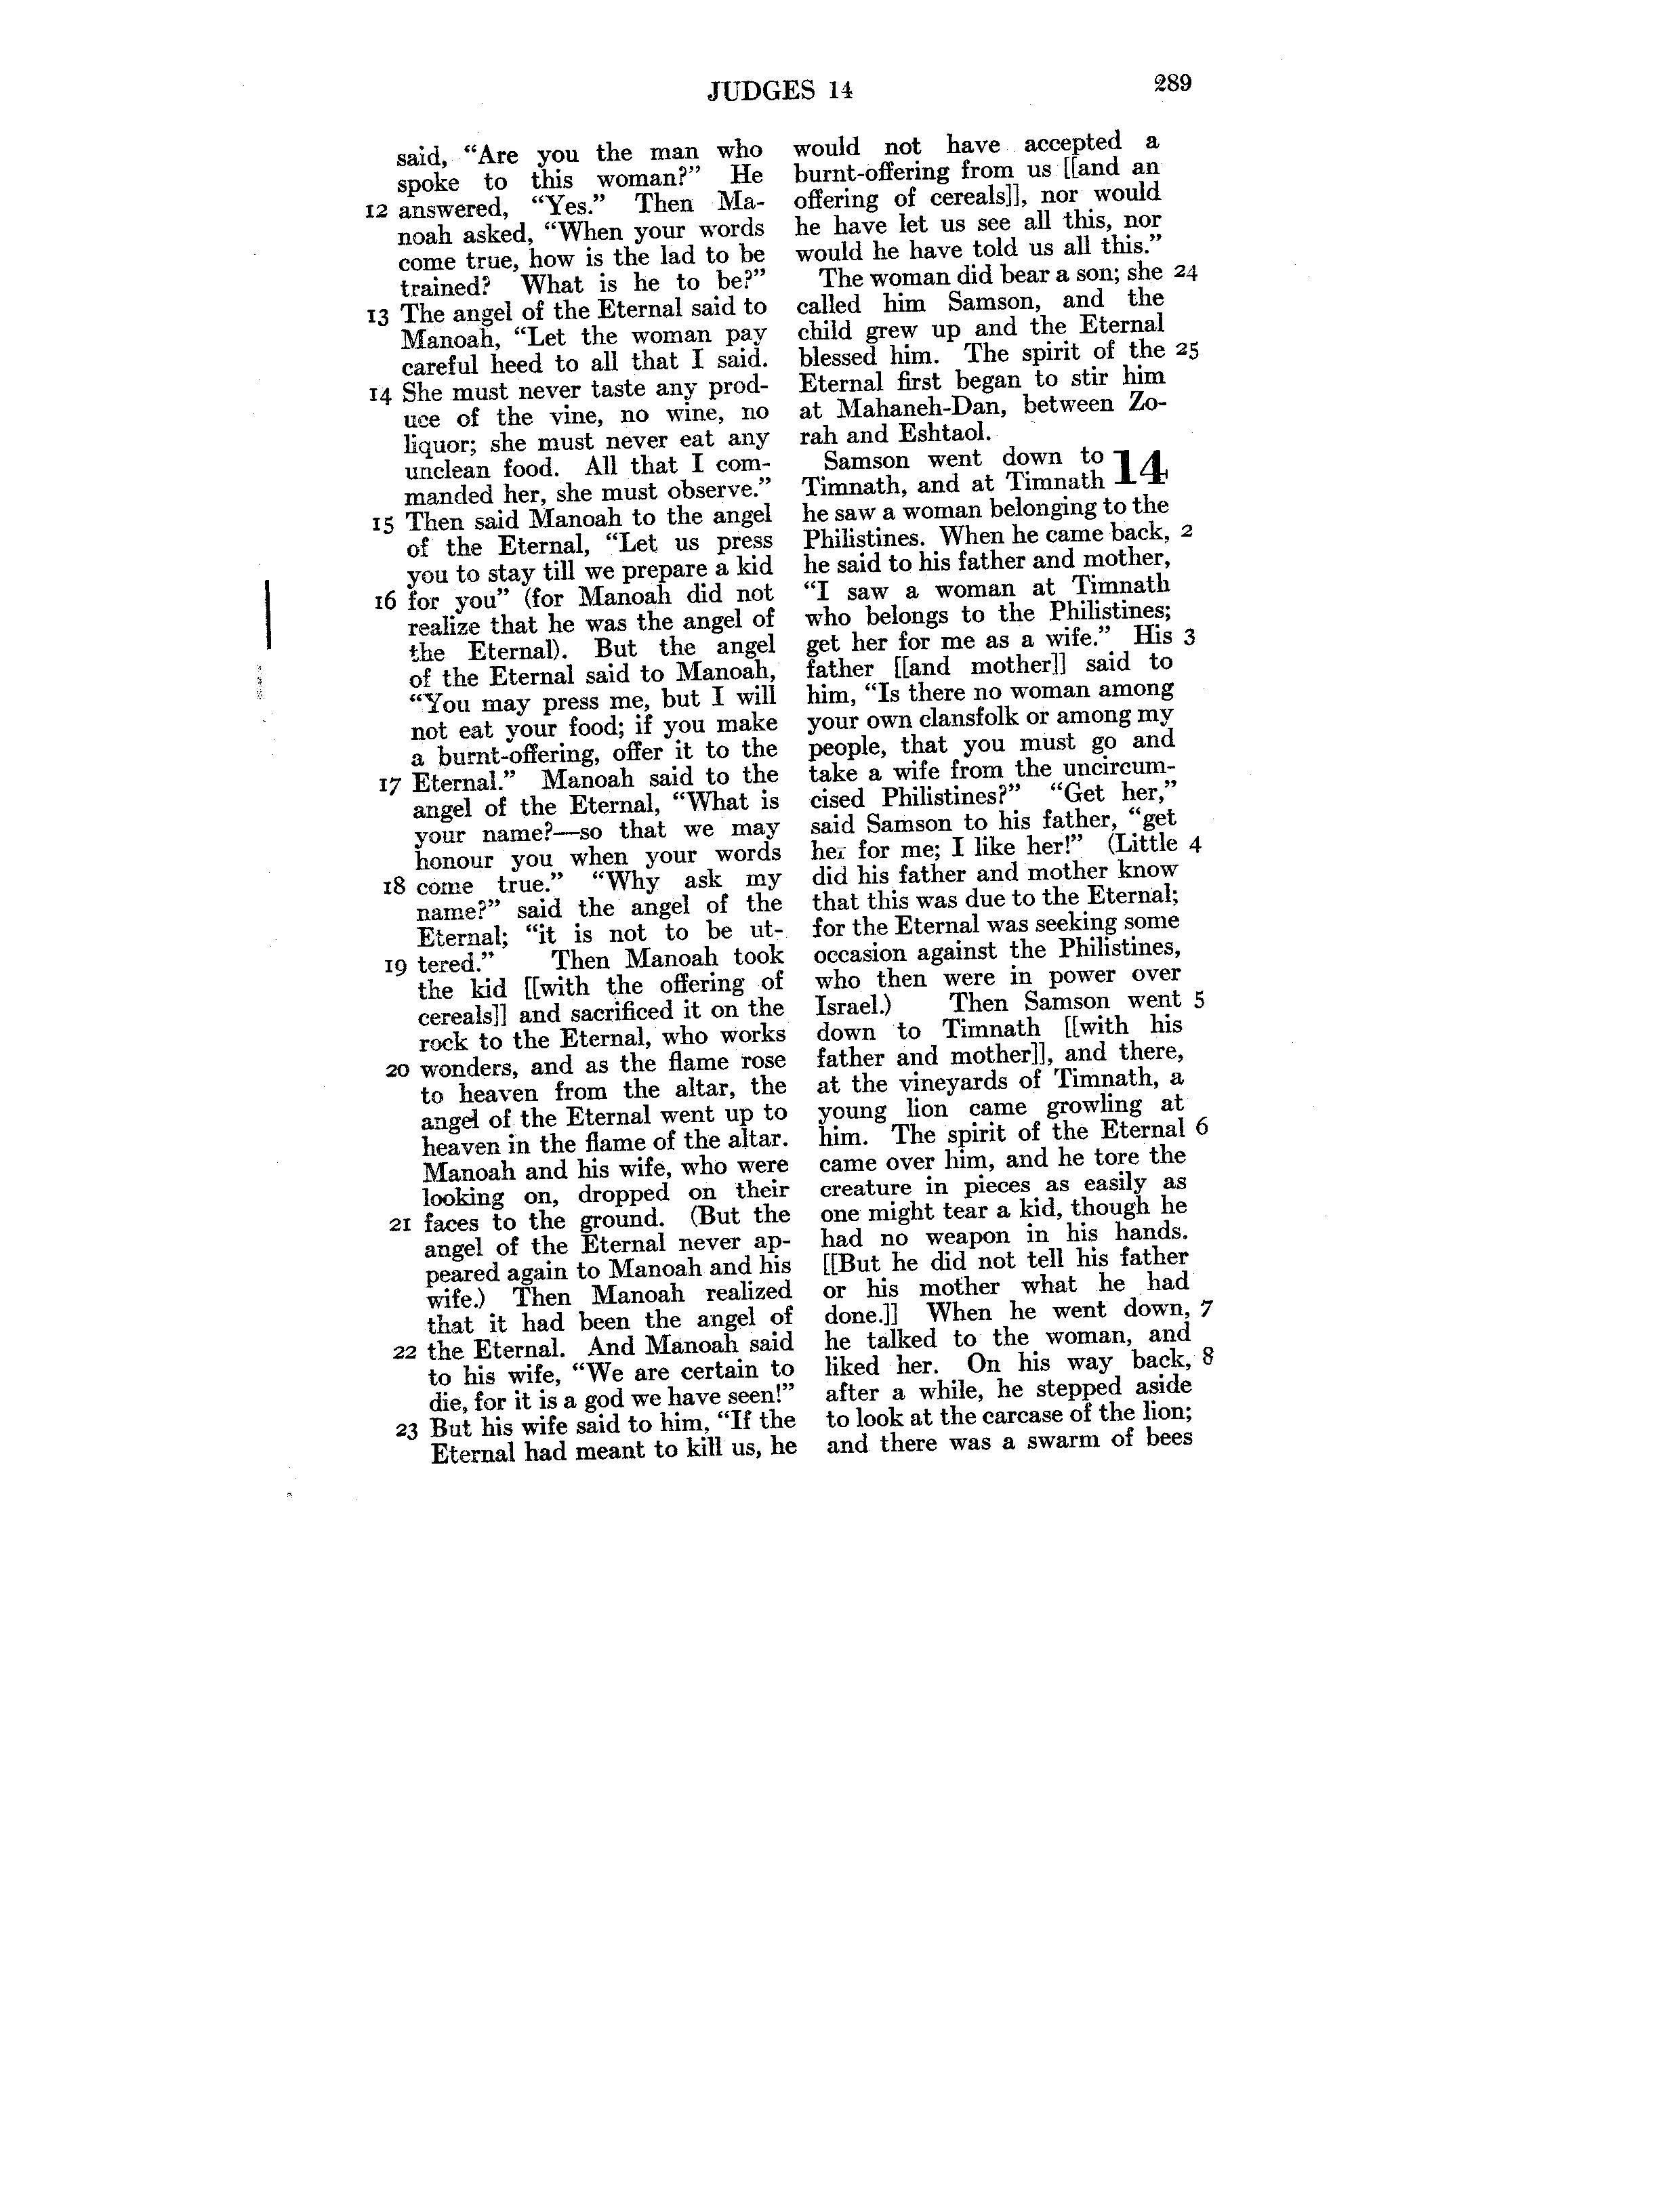 JUDGES 14
289
said, “Are you the man who
spoke to this woman?” He
12 answered, “Yes.” Then Ma-
noah asked, “When your words
come true, how is the lad to be
trained? What is he to be?”
13 The angel of the Eternal said to
Manoah, “Let the woman pay
careful heed to all that I said.
14 She must never taste any prod-
uce of the vine, no wine, no
liquor; she must never eat any
unclean food. All that I com-
manded her, she must observe.”
15 Then said Manoah to the angel
of the Eternal, “Let us press
you to stay till we prepare a kid
16 for you” (for Manoah did not
realize that he was the angel of
the Eternal). But the angel
of the Eternal said to Manoah,
“You may press me, but I will
not eat your food; if you make
a burnt-offering, offer it to the
17 Eternal.” Manoah said to the
angel of the Eternal, “What is
your name?—so that we may
honour you when your words
18 come true.” “Why ask my
name?” said the angel of the
Eternal; “it is not to be ut-
19 tered.” Then Manoah took
the kid [[with the offering of
cereals]] and sacrificed it on the
rock to the Eternal, who works
20 wonders, and as the flame rose
to heaven from the altar, the
angel of the Eternal went up to
heaven in the flame of the altar.
Manoah and his wife, who were
looking on, dropped on their
21 faces to the ground. (But the
angel of the Eternal never ap-
peared again to Manoah and his
wife.) Then Manoah realized
that it had been the angel of
22 the Eternal. And Manoah said
to his wife, “We are certain to
die, for it is a god we have seen!”
23 But his wife said to him, “If the
Eternal had meant to kill us, he
would not have accepted a
burnt-offering from us [[and an
offering of cereals]], nor would
he have let us see all this, nor
would he have told us all this.”
The woman did bear a son; she 24
called him Samson, and the
child grew up and the Eternal
blessed him. The spirit of the 25
Eternal first began to stir him
at Mahaneh-Dan, between Zo-
rah and Eshtaol.
Samson went down to 14
Timnath, and at Timnath
he saw a woman belonging to the
Philistines. When he came back, 2
he said to his father and mother,
“I saw a woman at Timnath
who belongs to the Philistines;
get her for me as a wife.” His 3
father [[and mother]] said to
him, “Is there no woman among
your own clansfolk or among my
people, that you must go and
take a wife from the uncircum-
cised Philistines?” “Get her,”
said Samson to his father, “get
her for me; I like her!” (Little 4
did his father and mother know
that this was due to the Eternal;
for the Eternal was seeking some
occasion against the Philistines,
who then were in power over
Israel.) Then Samson went 5
down to Timnath [[with his
father and mother]], and there,
at the vineyards of Timnath, a
young lion came growling at
him. The spirit of the Eternal 6
came over him, and he tore the
creature in pieces as easily as
one might tear a kid, though he
had no weapon in his hands.
[[But he did not tell his father
or his mother what he had
done.]] When he went down, 7
he talked to the woman, and
liked her. On his way back, 8
after a while, he stepped aside
to look at the carcase of the lion;
and there was a swarm of bees